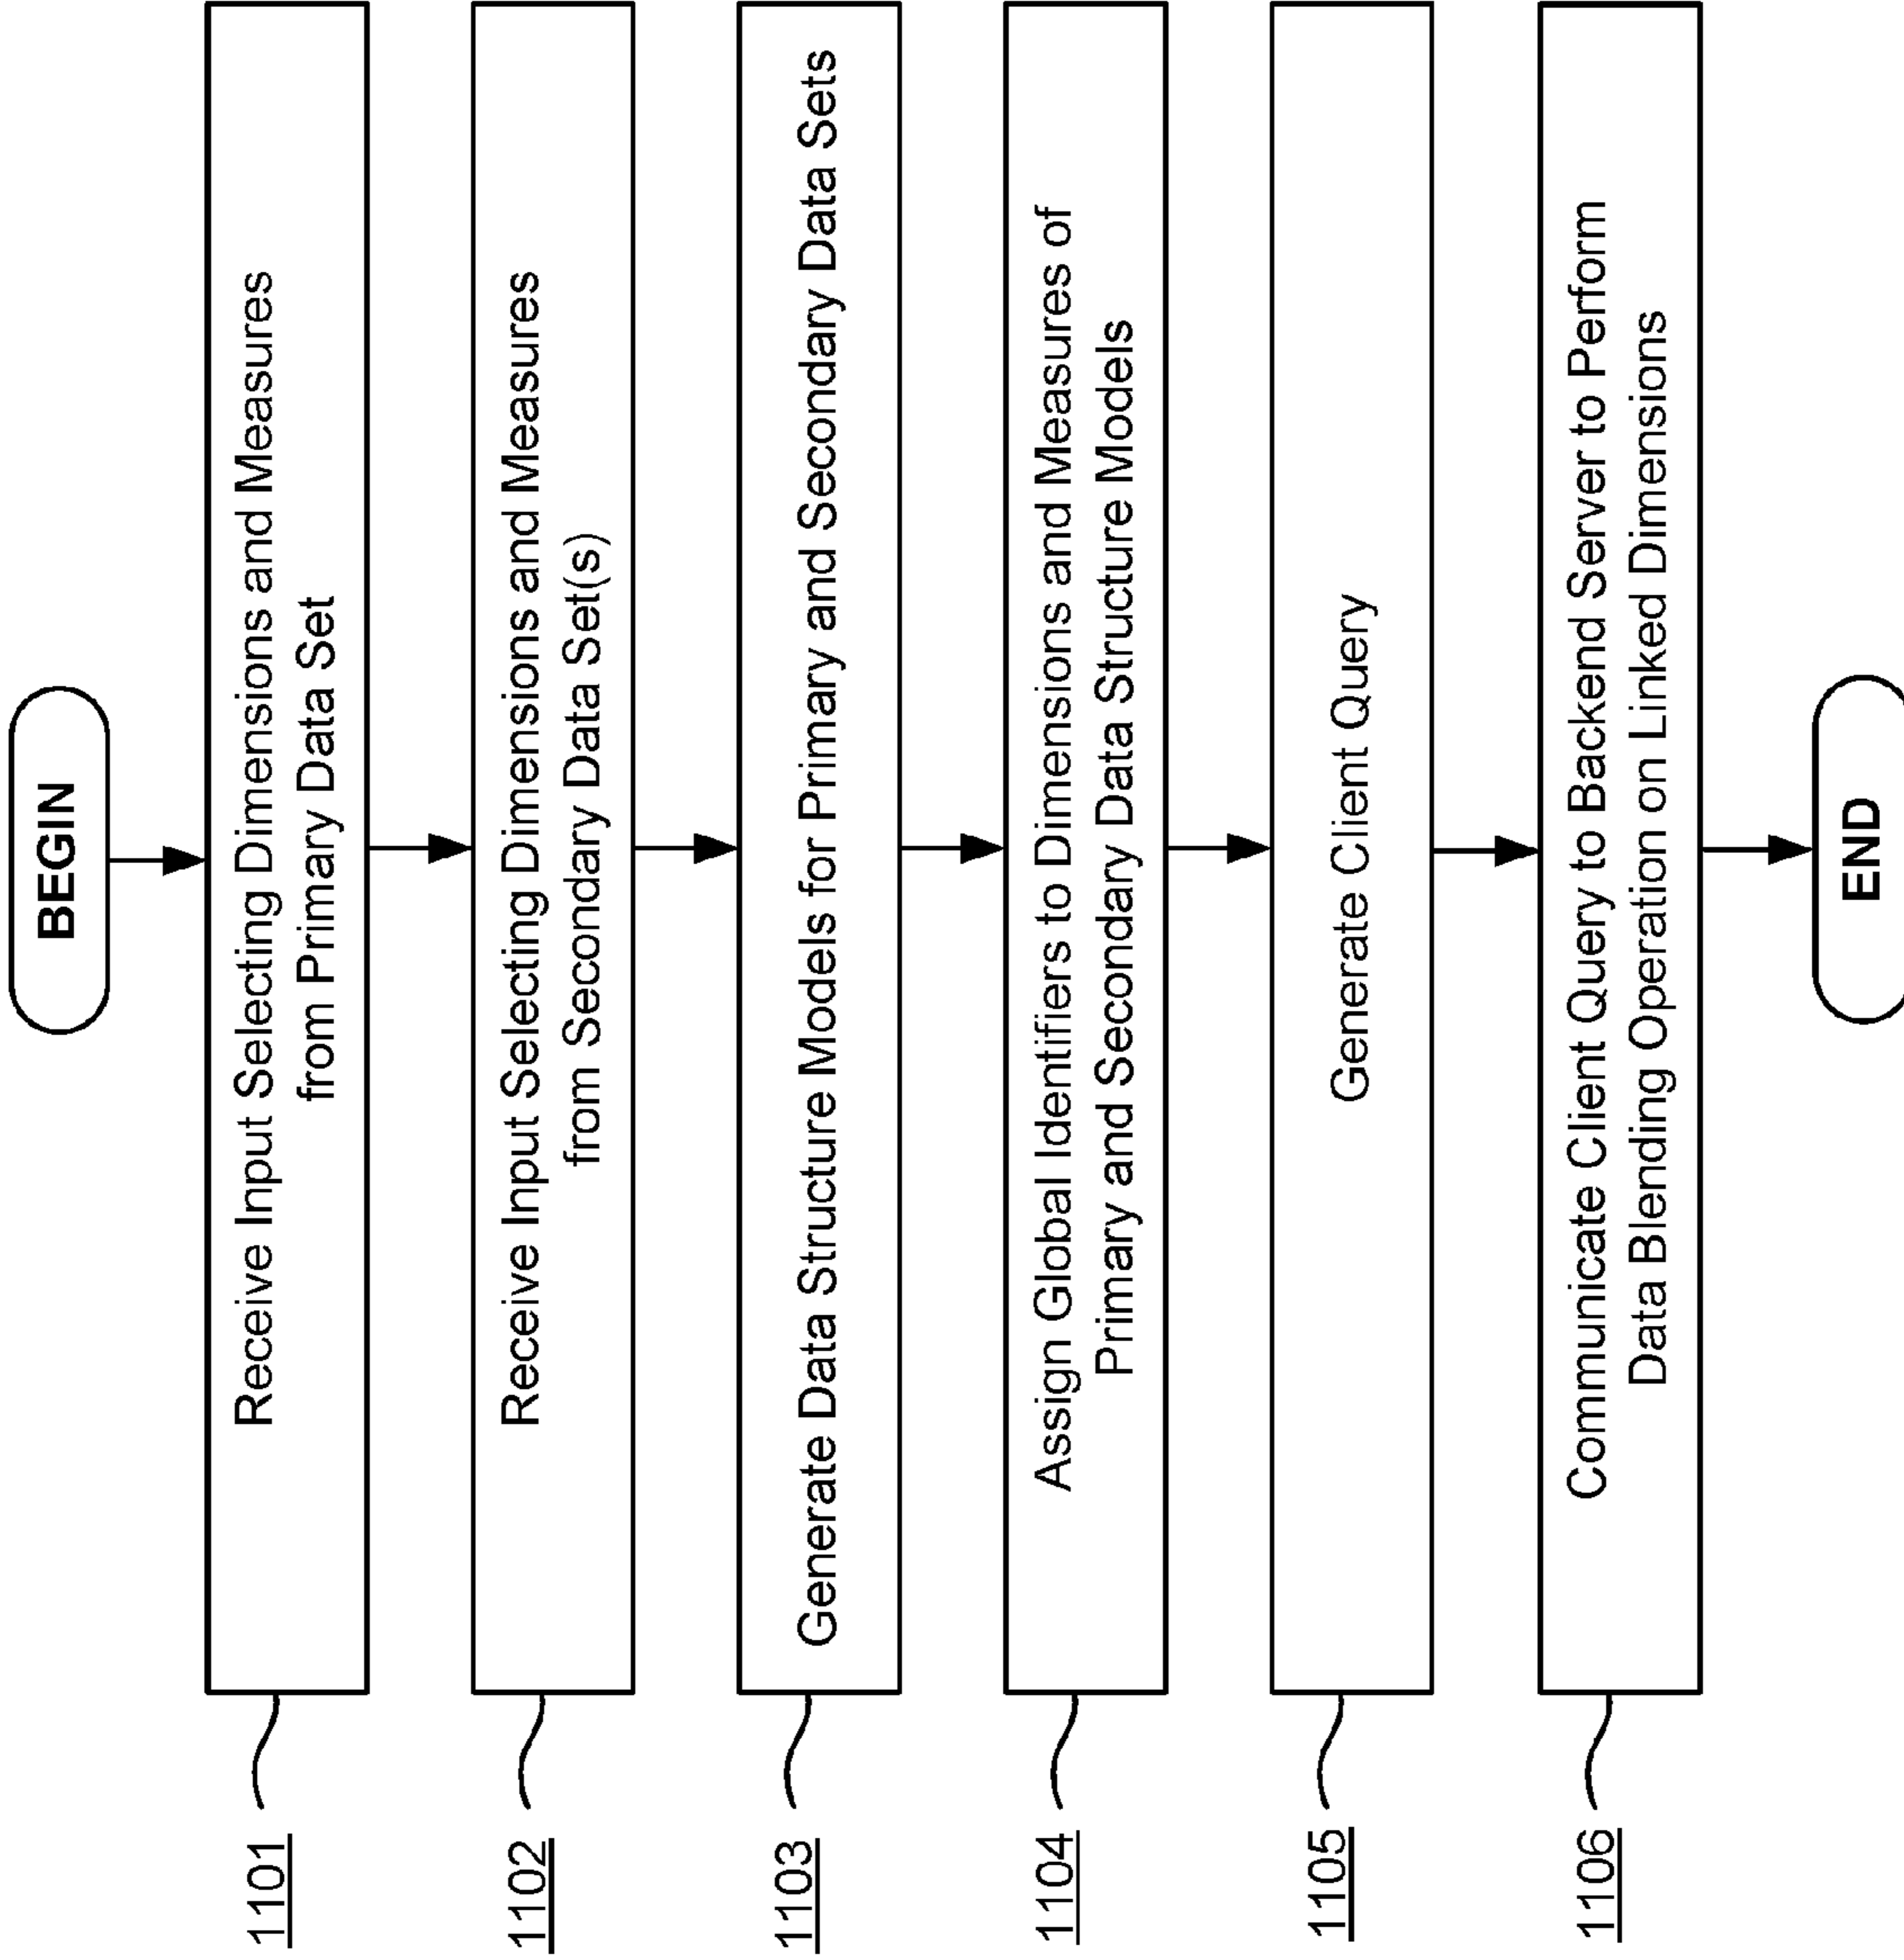 BEGIN
1101
Receive Input Selecting Dimensions and Measures
from Primary Data Set
1102
Receive Input Selecting Dimensions and Measures
from Secondary Data Set(s)
1103
Generate Data Structure Models for Primary and Secondary Data Sets
1104
Assign Global Identifiers to Dimensions and Measures of
Primary and Secondary Data Structure Models
1105
Generate Client Query
1106
Communicate Client Query to Backend Server to Perform
Data Blending Operation on Linked Dimensions
END